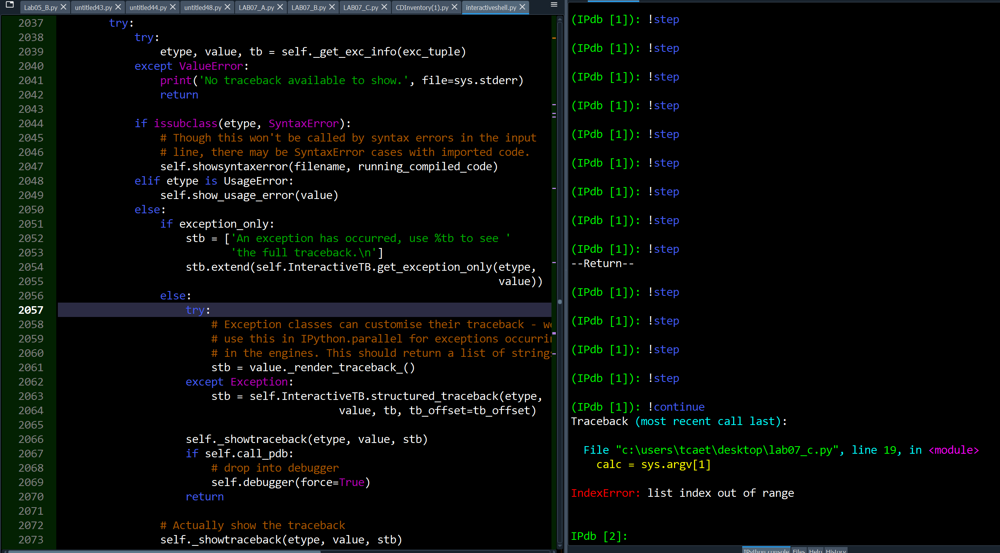 Lab05_B.py untitled43.py untitled44.py untitled48.py LAB07_A.py LAB07_B.py LAB07_C.py CDInventory(1).py interactiveshell.py
2037 try:
2038 try:
2039 etype, value, tb = self._get_exc_info(exc_tuple)
2040 except ValueError:
2041 print('No traceback available to show.', file=sys.stderr)
2042 return
2043
2044 if issubclass(etype, SyntaxError):
2045 # Though this won't be called by syntax errors in the input
2046 # line, there may be SyntaxError cases with imported code.
2047 self.showsyntaxerror(filename, running_compiled_code)
2048 elif etype is UsageError:
2049 self.show_usage_error(value)
2050 else:
2051 if exception_only:
2052 stb = ['An exception has occurred, use %tb to see '
2053 'the full traceback.\n']
2054 stb.extend(self.InteractiveTB.get_exception_only(etype,
2055 value))
2056 else:
2057 try:
2058 # Exception classes can customise their traceback - we
2059 # use this in IPython.parallel for exceptions occurrin
2060 # in the engines. This should return a list of strings
2061 stb = value._render_traceback_()
2062 except Exception:
2063 stb = self.InteractiveTB.structured_traceback(etype,
2064 value, tb, tb_offset=tb_offset)
2065
2066 self._showtraceback(etype, value, stb)
2067 if self.call_pdb:
2068 # drop into debugger
2069 self.debugger(force=True)
2070 return
2071
2072 # Actually show the traceback
2073 self._showtraceback(etype, value, stb)
(IPdb [1]): !step
(IPdb [1]): !step
(IPdb [1]): !step
(IPdb [1]): !step
(IPdb [1]): !step
(IPdb [1]): !step
(IPdb [1]): !step
(IPdb [1]): !step
(IPdb [1]): !step
--Return--
(IPdb [1]): !step
(IPdb [1]): !step
(IPdb [1]): !step
(IPdb [1]): !step
(IPdb [1]): !continue
Traceback (most recent call last):
File "c:\users\tcaet\desktop\lab07_c.py", line 19, in <module>
calc = sys.argv[1]
IndexError: list index out of range
IPdb [2]:
IPython console Files Help History